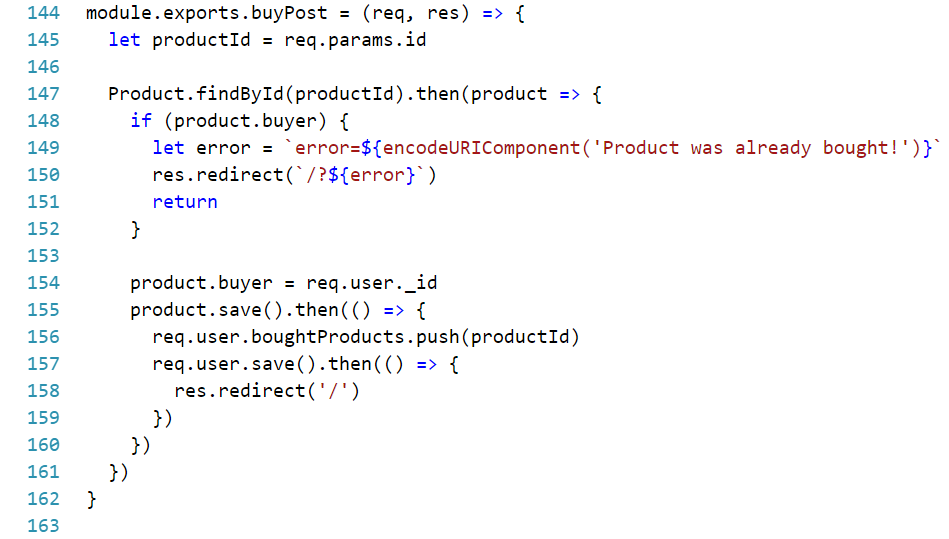 144 module.exports.buyPost = (req, res) => {
145   let productId = req.params.id
146
147   Product.findById(productId).then(product => {
148     if (product.buyer) {
149       let error = `error=${encodeURIComponent('Product was already bought!')}`
150       res.redirect(`/?${error}`)
151       return
152     }
153
154     product.buyer = req.user._id
155     product.save().then(() => {
156       req.user.boughtProducts.push(productId)
157       req.user.save().then(() => {
158         res.redirect('/')
159       })
160     })
161   })
162 }
163